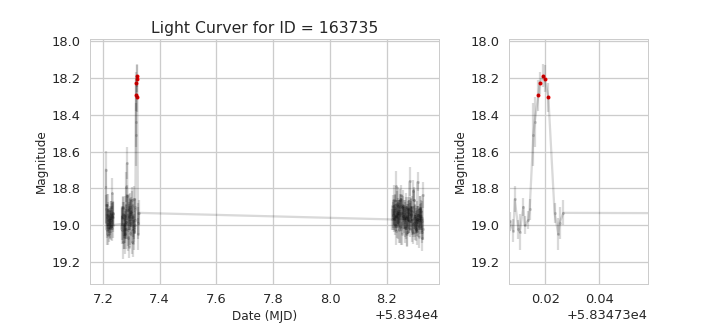 Light Curver for ID = 163735
18.0
18.2
18.4
18.6
18.8
19.0
19.2
Magnitude
7.2 7.4 7.6 7.8 8.0 8.2
Date (MJD)
+5.834e4
18.0
18.2
18.4
18.6
18.8
19.0
19.2
Magnitude
0.02 0.04
+5.83473e4